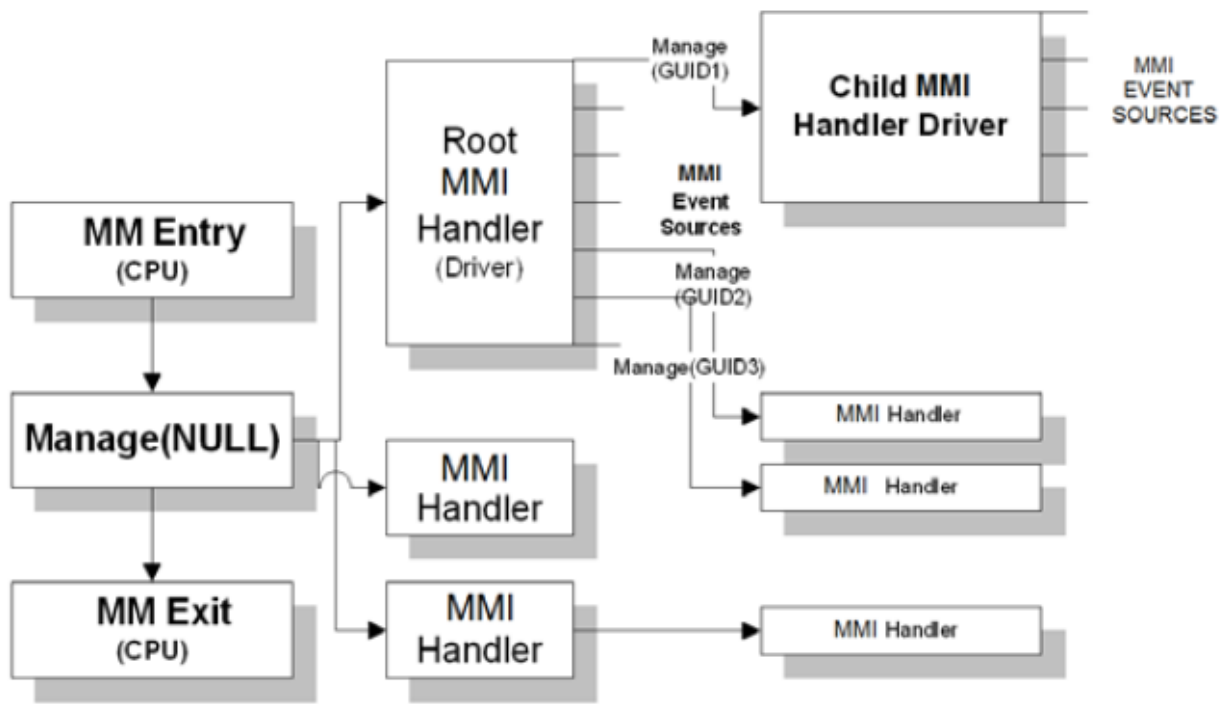 MM Entry
(CPU)
Manage(NULL)
MM Exit
(CPU)
Root
MMI
Handler
(Driver)
MMI
Handler
MMI
Handler
Manage
(GUID1)
MMI
Event
Sources
Manage
(GUID2)
Manage(GUID3)
Child MMI
Handler Driver
MMI
EVENT
SOURCES
MMI Handler
MMI Handler
MMI Handler